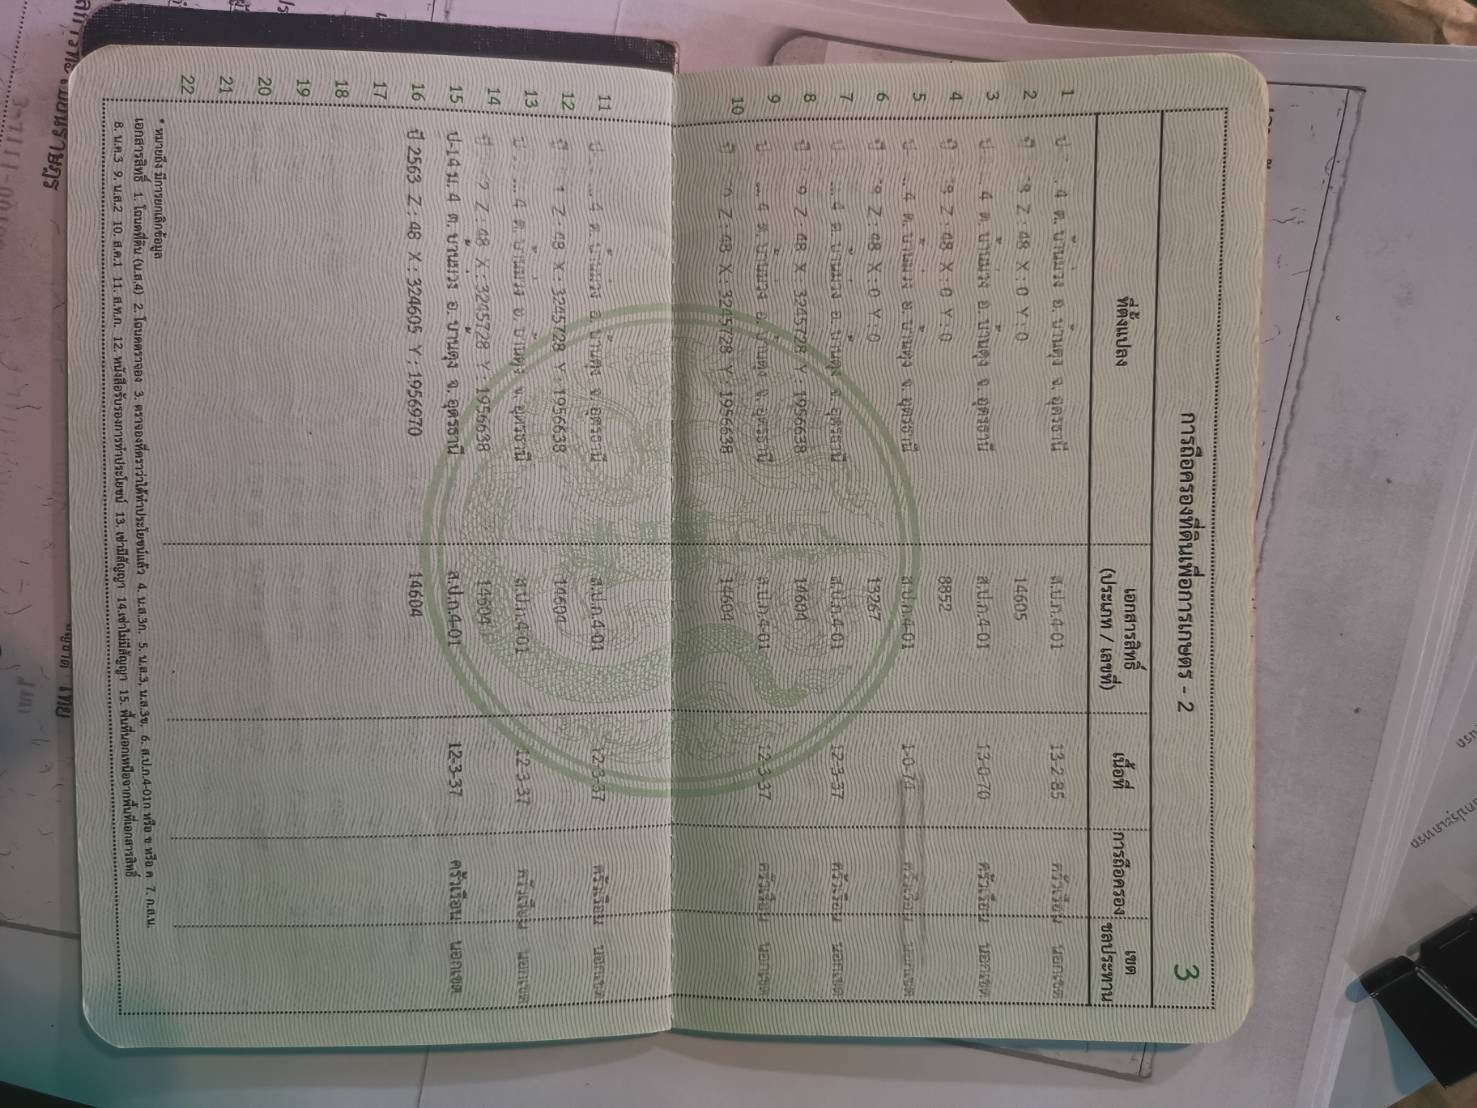 การถือครองที่ดินเพื่อการเกษตร - 2
3
ที่ตั้งแปลง เอกสารสิทธิ์ (ประเภท / เลขที่) เนื้อที่ การถือครอง เขตชลประทาน
1 4 ต. บ้านม่วง อ. บ้านดุง จ. อุดรธานี ส.ป.ก.4-01 13-2-85 ครัวเรือน นอกเขต
2 ปี Z : 48 X : 0 Y : 0 14605
3 4 ต. บ้านม่วง อ. บ้านดุง จ. อุดรธานี ส.ป.ก.4-01 13-0-70 ครัวเรือน นอกเขต
4 ปี Z : 48 X : 0 Y : 0 8852
5 4 ต. บ้านม่วง อ. บ้านดุง จ. อุดรธานี ส.ป.ก.4-01 1-0-74 ครัวเรือน นอกเขต
6 ปี Z : 48 X : 0 Y : 0 13267
7 4 ต. บ้านม่วง อ. บ้านดุง จ. อุดรธานี ส.ป.ก.4-01 12-3-37 ครัวเรือน นอกเขต
8 ปี Z : 48 X : 3245728 Y : 1956638 14604
9 4 ต. บ้านม่วง อ. บ้านดุง จ. อุดรธานี ส.ป.ก.4-01 12-3-37 ครัวเรือน นอกเขต
10 ปี Z : 48 X : 3245728 Y : 1956638 14604
11 4 ต. บ้านม่วง อ. บ้านดุง จ. อุดรธานี ส.ป.ก.4-01 12-3-37 ครัวเรือน นอกเขต
12 ปี Z : 48 X : 3245728 Y : 1956638 14604
13 4 ต. บ้านม่วง อ. บ้านดุง จ. อุดรธานี ส.ป.ก.4-01 12-3-37 ครัวเรือน นอกเขต
14 ปี Z : 48 X : 3245728 Y : 1956638 14604
15 ป-14 ม. 4 ต. บ้านม่วง อ. บ้านดุง จ. อุดรธานี ส.ป.ก.4-01 12-3-37 ครัวเรือน นอกเขต
16 ปี 2563 Z : 48 X : 324605 Y : 1956970 14604
17
18
19
20
21
22
* หมายถึง มีการยกเลิกข้อมูล
เอกสารสิทธิ์ 1. โฉนดที่ดิน (น.ส.4) 2. โฉนดตราจอง 3. ตราจองที่ตราว่าได้ทำประโยชน์แล้ว 4. น.ส.3ก. 5. น.ส.3, น.ส.3ข. 6. ส.ป.ก.4-01ก หรือ ข หรือ ค 7. ก.ส.น.
8. น.ค.3 9. น.ส.2 10. ส.ค.1 11. ส.ท.ก. 12. หนังสือรับรองการทำประโยชน์ 13. เช่ามีสัญญา 14.เช่าไม่มีสัญญา 15. พื้นที่นอกเหนือจากพื้นที่เอกสารสิทธิ์